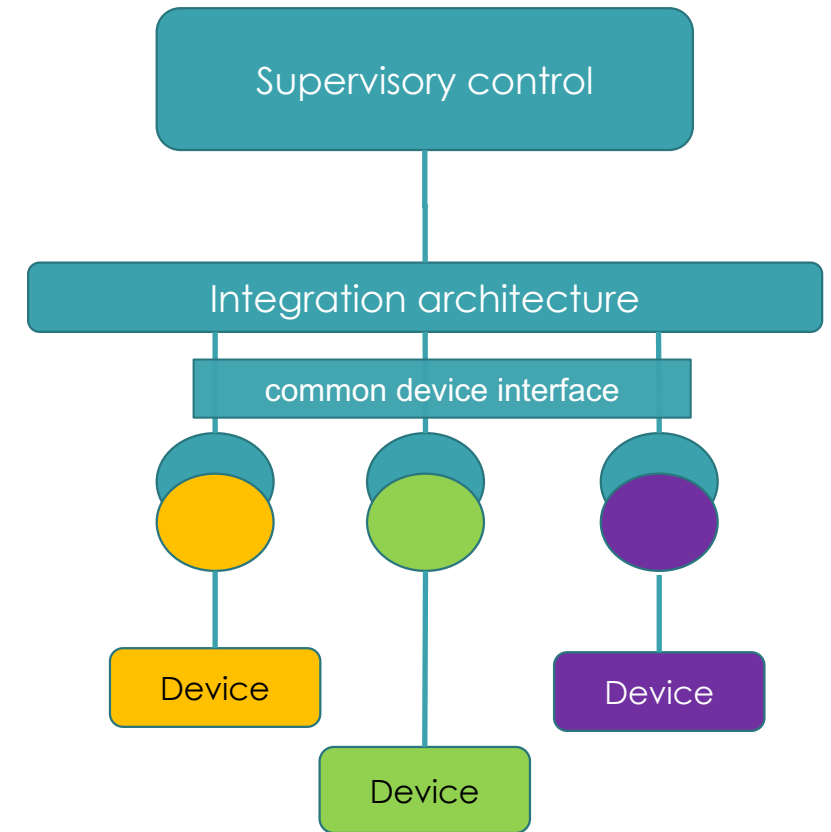 Supervisory control
Integration architecture
common device interface
Device
Device
Device